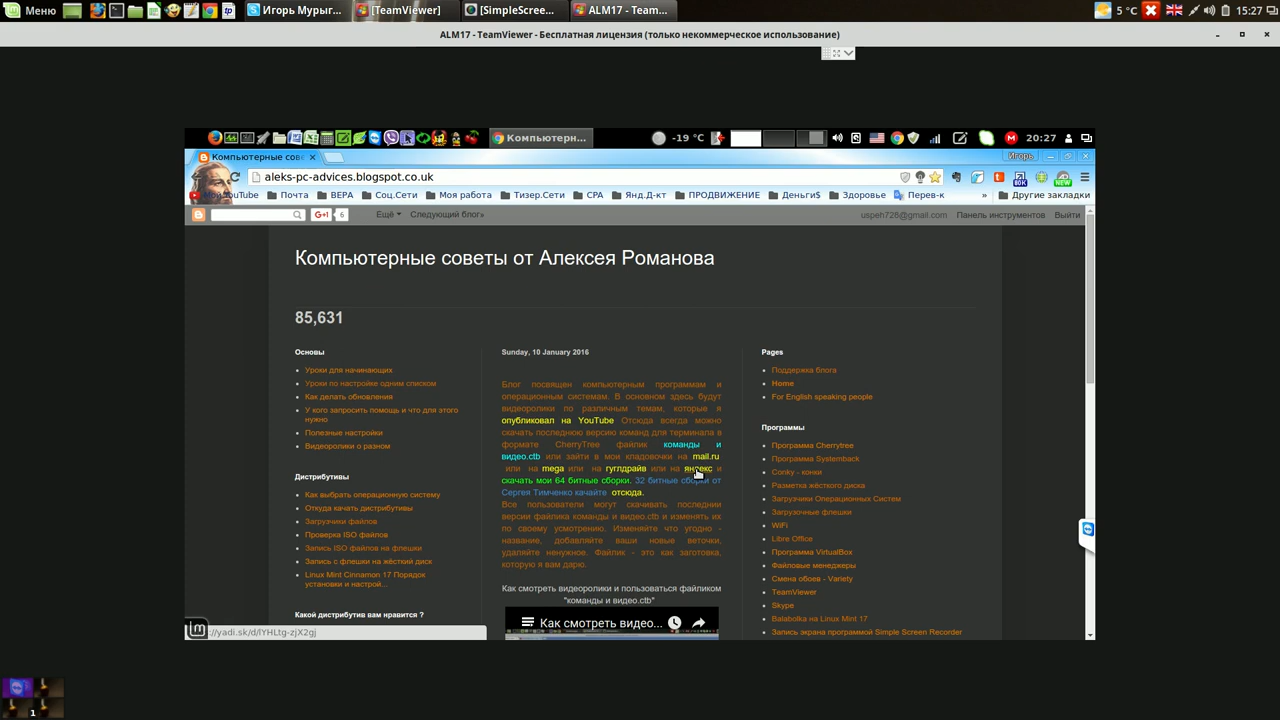 Меню
Игорь Мурыг...
[TeamViewer]
[SimpleScree...
ALM17 - Team...
5 °C
15:27
ALM17 - TeamViewer - Бесплатная лицензия (только некоммерческое использование)
Компьютерн...
-19 °C
20:27
Компьютерные сове
Игорь
aleks-pc-advices.blogspot.co.uk
80K
NEW
YouTube
Почта
ВЕРА
Соц.Сети
Моя работа
Тизер.Сети
CPA
Янд.Д-кт
ПРОДВИЖЕНИЕ
Деньги$
Здоровье
Перев-к
»
Другие закладки
G+1
6
Ещё
Следующий блог»
uspeh726@gmail.com
Панель инструментов
Выйти
Компьютерные советы от Алексея Романова
85,631
Основы
Уроки для начинающих
Уроки по настройке одним списком
Как делать обновления
У кого запросить помощь и что для этого
нужно
Полезные настройки
Видеоролики о разном
Дистрибутивы
Как выбрать операционную систему
Откуда качать дистрибутивы
Загрузчики файлов
Проверка ISO файлов
Запись ISO файлов на флешки
Запись с флешки на жёсткий диск
Linux Mint Cinnamon 17 Порядок
установки и настрой...
Какой дистрибутив вам нравится ?
Sunday, 10 January 2016
Блог посвящен компьютерным программам и
операционным системам. В основном здесь будут
видеоролики по различным темам, которые я
опубликовал на YouTube Отсюда всегда можно
скачать последнюю версию команд для терминала в
формате CherryTree файлик команды и
видео.ctb или зайти в мои кладовочки на mail.ru
или на mega или на гуглдрайв или на яндекс и
скачать мои 64 битные сборки. 32 битные сборки от
Сергея Тимченко качайте отсюда.
Все пользователи могут скачивать последнии
версии файлика команды и видео.ctb и изменять их
по своему усмотрению. Изменяйте что угодно -
название, добавляйте ваши новые веточки,
удаляйте ненужное. Файлик - это как заготовка,
которую я вам дарю.
Как смотреть видеоролики и пользоваться файликом
"команды и видео.ctb"
Как смотреть видео...
Pages
Поддержка блога
Home
For English speaking people
Программы
Программа Cherrytree
Программа Systemback
Conky - конки
Разметка жёсткого диска
Загрузчики Операционных Систем
Загрузочные флешки
WiFi
Libre Office
Программа VirtualBox
Файловые менеджеры
Смена обоев - Variety
TeamViewer
Skype
Balabolka на Linux Mint 17
Запись экрана программой Simple Screen Recorder
://yadi.sk/d/lYHLtg-zjX2gj
1